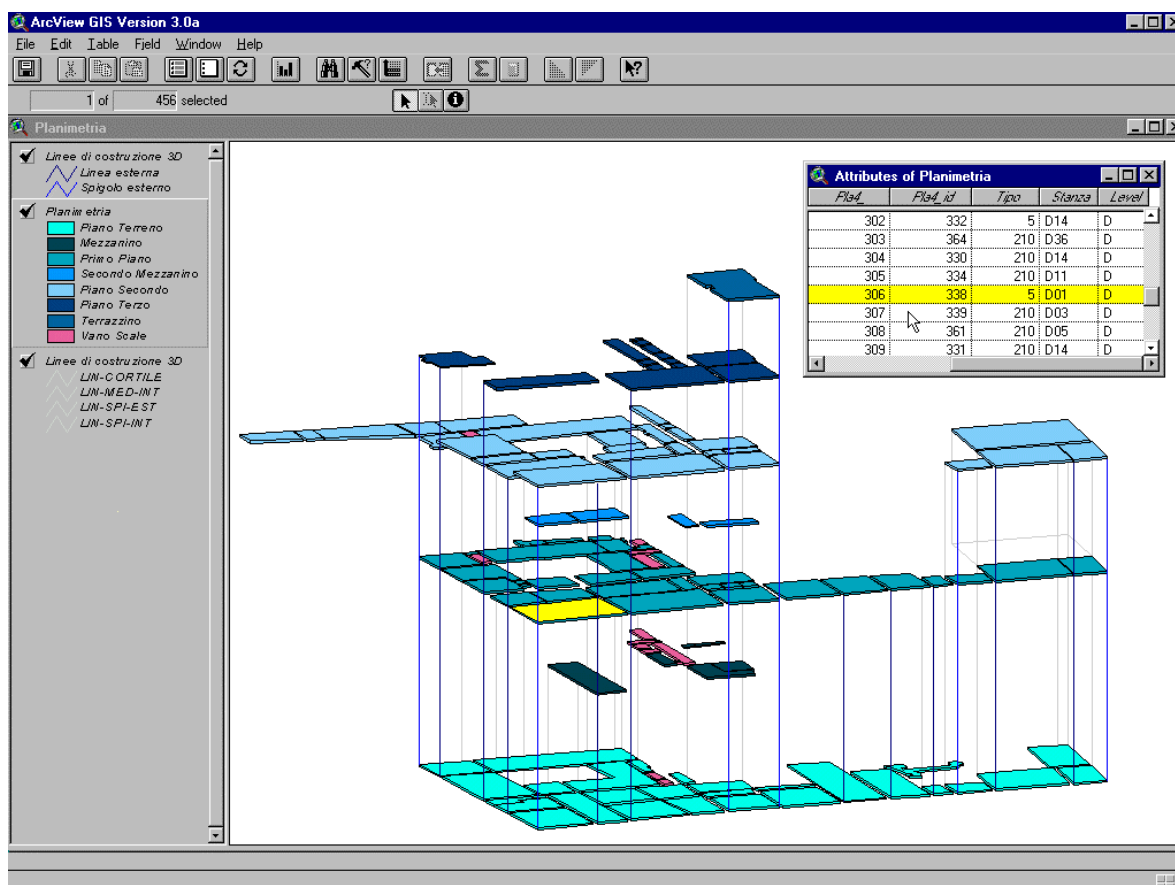 ArcView GIS Version 3.0a
File Edit Table Field Window Help
1 of 456 selected
Planimetria
Linee di costruzione 3D
Linea esterna
Spigolo esterno
Planimetria
Piano Terreno
Mezzanino
Primo Piano
Secondo Mezzanino
Piano Secondo
Piano Terzo
Terrazzino
Vano Scale
Linee di costruzione 3D
LIN-CORTILE
LIN-MED-INT
LIN-SPI-EST
LIN-SPI-INT
Attributes of Planimetria
Pla4_ Pla4_id Tipo Stanza Level
302 332 5 D14 D
303 364 210 D36 D
304 330 210 D14 D
305 334 210 D11 D
306 338 5 D01 D
307 339 210 D03 D
308 361 210 D05 D
309 331 210 D14 D